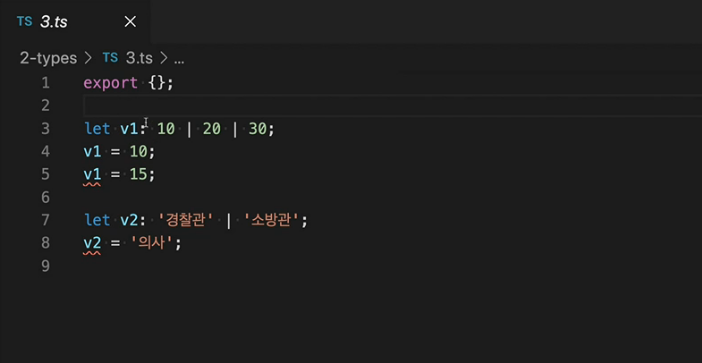 TS 3.ts ×
2-types > TS 3.ts > ...
1 export {};
2
3 let v1: 10 | 20 | 30;
4 v1 = 10;
5 v1 = 15;
6
7 let v2: '경찰관' | '소방관';
8 v2 = '의사';
9